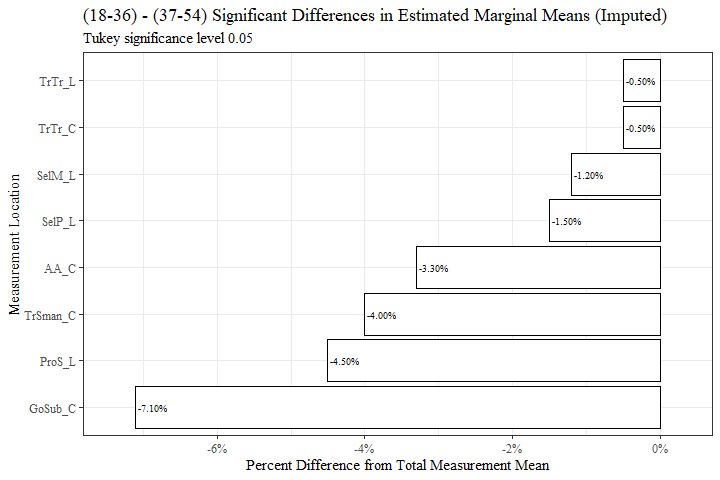 (18-36) - (37-54) Significant Differences in Estimated Marginal Means (Imputed)
Tukey significance level 0.05
Measurement Location
TrTr_L -0.50%
TrTr_C -0.50%
SelM_L -1.20%
SelP_L -1.50%
AA_C -3.30%
TrSman_C -4.00%
ProS_L -4.50%
GoSub_C -7.10%
-6% -4% -2% 0%
Percent Difference from Total Measurement Mean